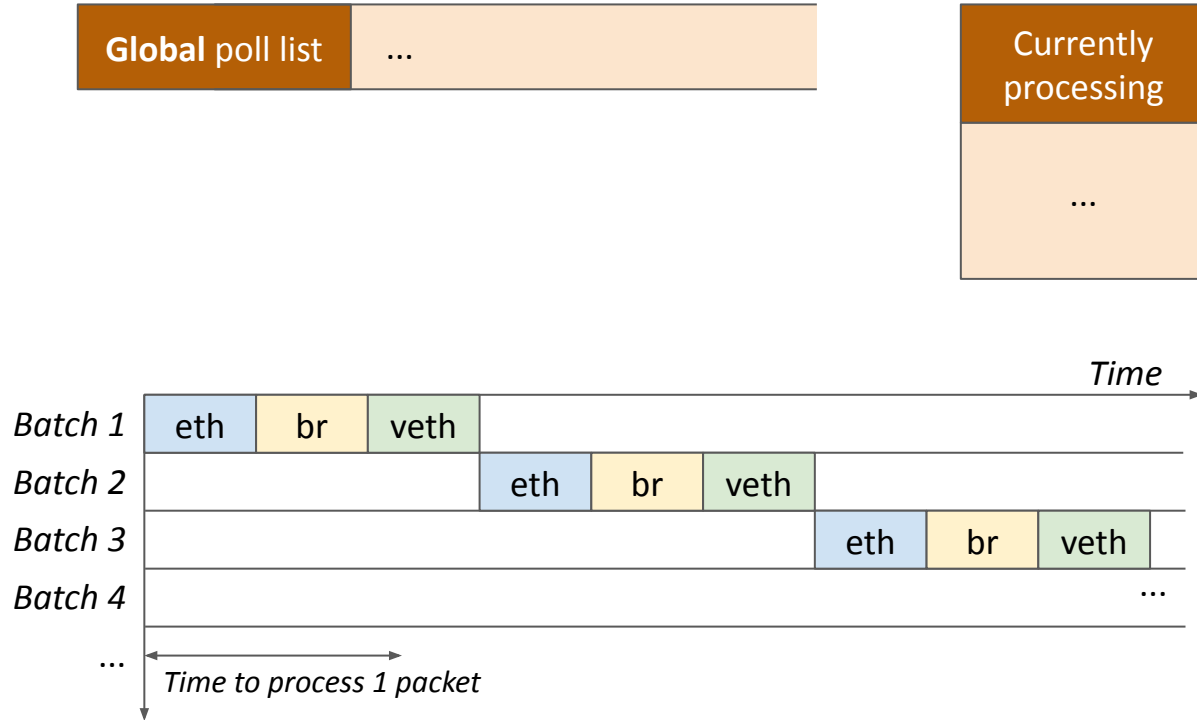 Global poll list
...
Currently
processing
...
Time
Batch 1
eth
br
veth
Batch 2
eth
br
veth
Batch 3
eth
br
veth
Batch 4
...
...
Time to process 1 packet